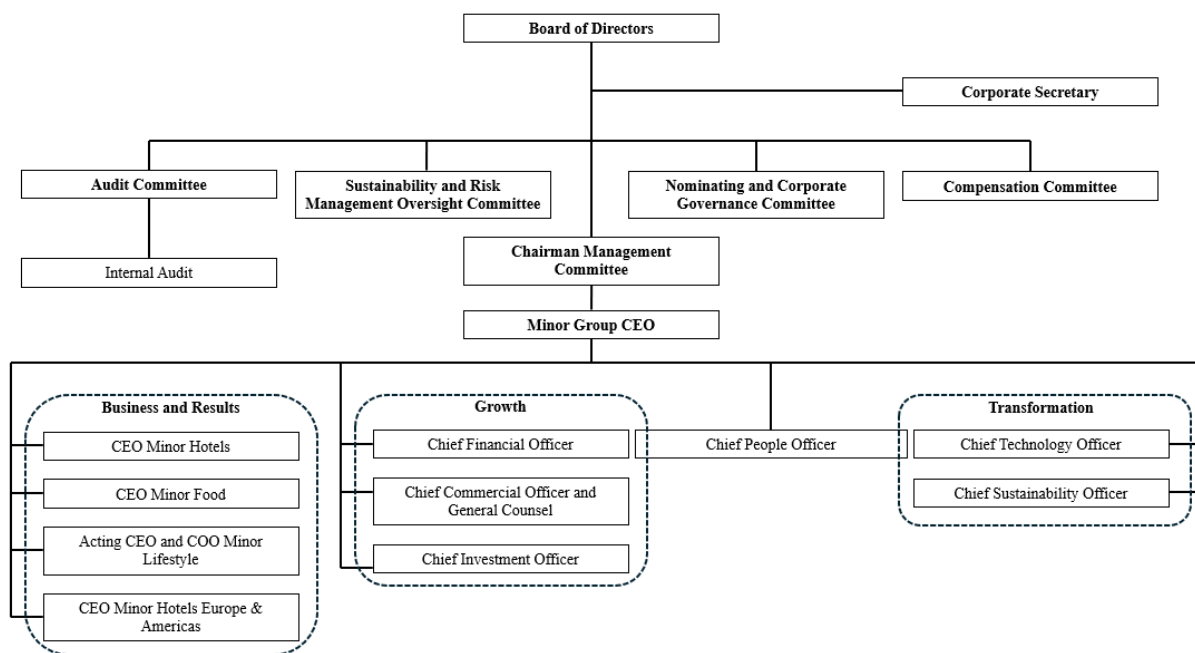 Board of Directors
Corporate Secretary
Audit Committee
Sustainability and Risk
Management Oversight Committee
Nominating and Corporate
Governance Committee
Compensation Committee
Internal Audit
Chairman Management
Committee
Minor Group CEO
Business and Results
CEO Minor Hotels
CEO Minor Food
Acting CEO and COO Minor
Lifestyle
CEO Minor Hotels Europe &
Americas
Growth
Chief Financial Officer
Chief Commercial Officer and
General Counsel
Chief Investment Officer
Chief People Officer
Transformation
Chief Technology Officer
Chief Sustainability Officer